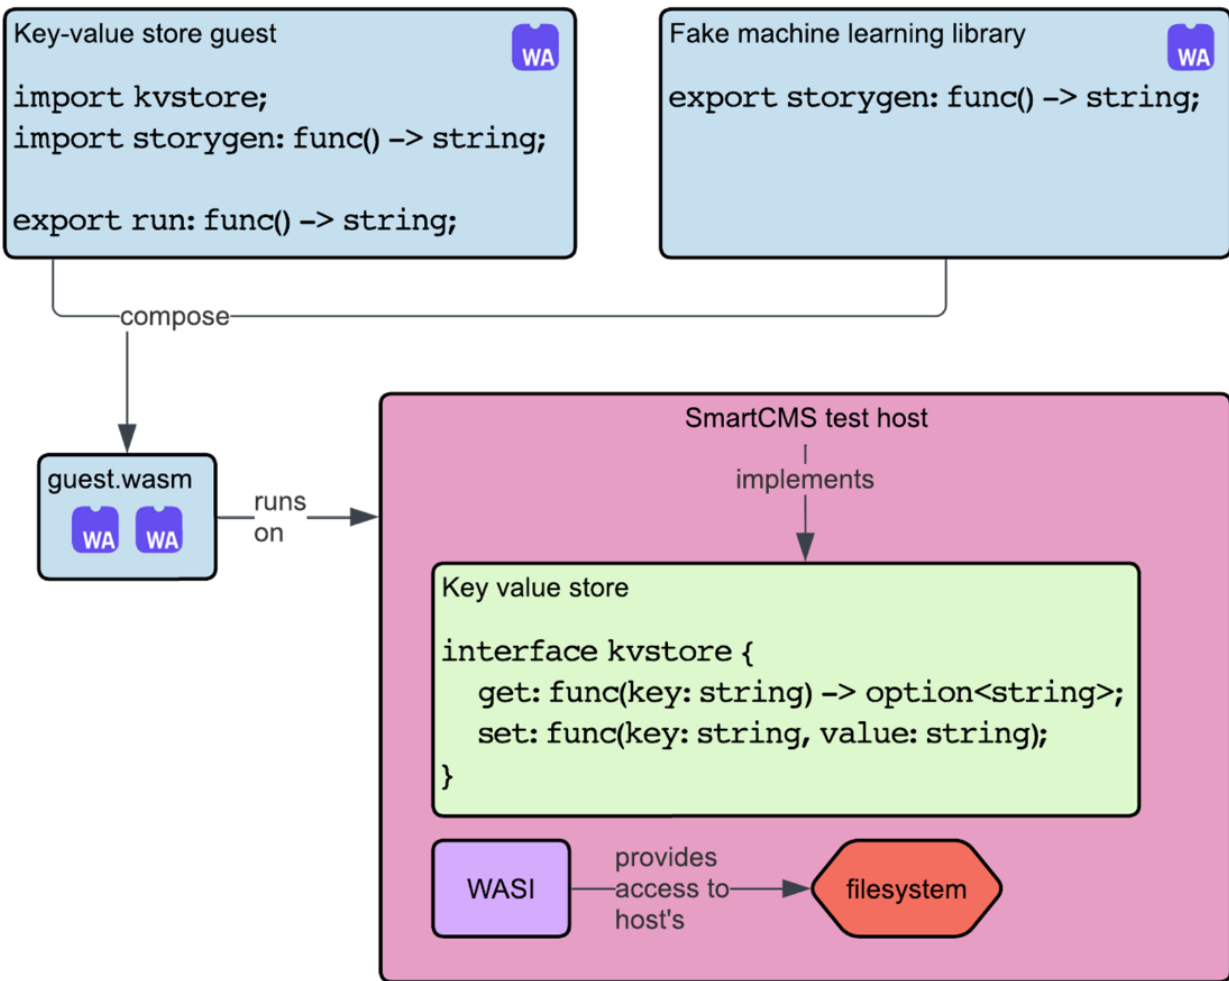 Key-value store guest
WA
import kvstore;
import storygen: func() -> string;
export run: func() -> string;
Fake machine learning library
WA
export storygen: func() -> string;
compose
guest.wasm
WA WA
runs
on
SmartCMS test host
implements
Key value store
interface kvstore {
get: func(key: string) -> option<string>;
set: func(key: string, value: string);
}
WASI
provides
access to
host's
filesystem